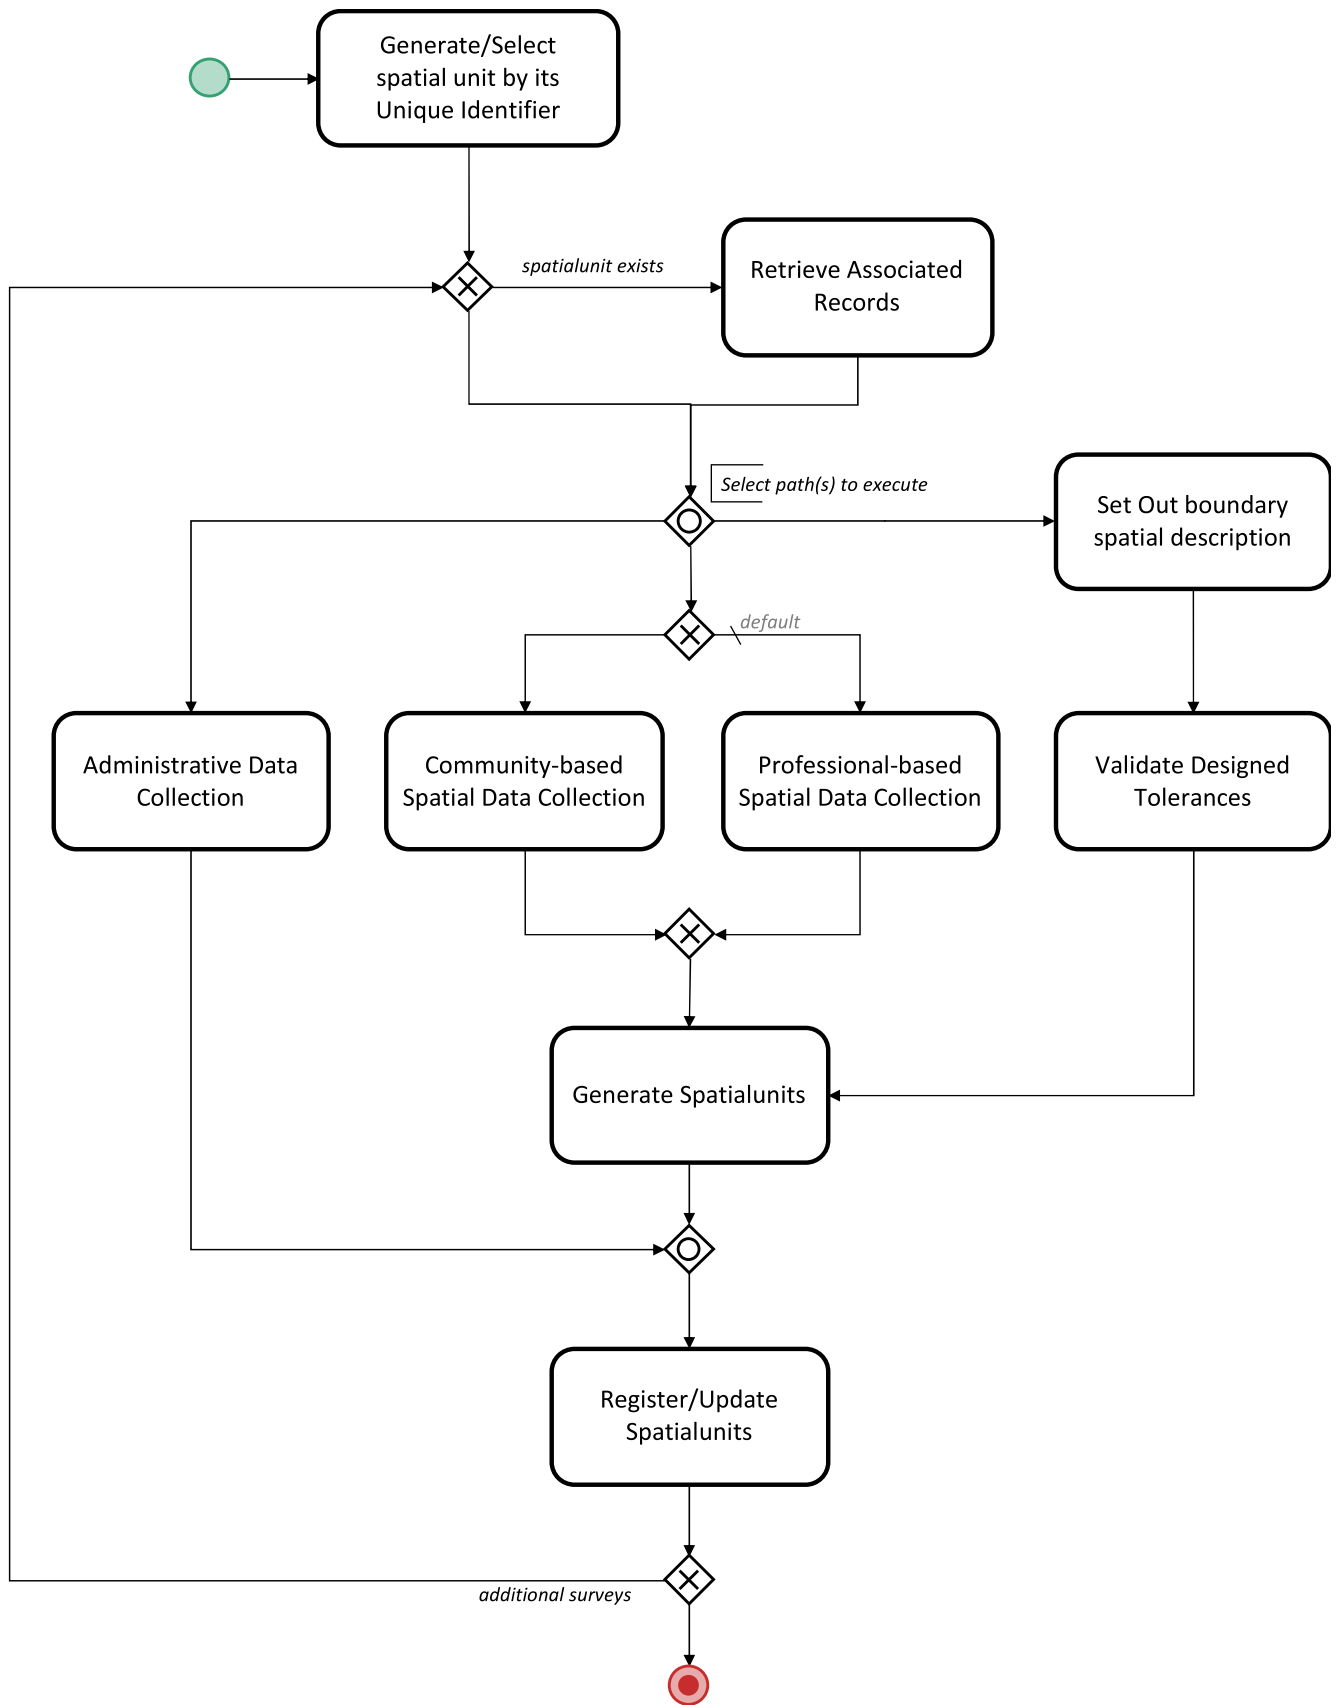 Generate/Select
spatial unit by its
Unique Identifier
spatialunit exists
Retrieve Associated
Records
Select path(s) to execute
Set Out boundary
spatial description
default
Administrative Data
Collection
Community-based
Spatial Data Collection
Professional-based
Spatial Data Collection
Validate Designed
Tolerances
Generate Spatialunits
Register/Update
Spatialunits
additional surveys